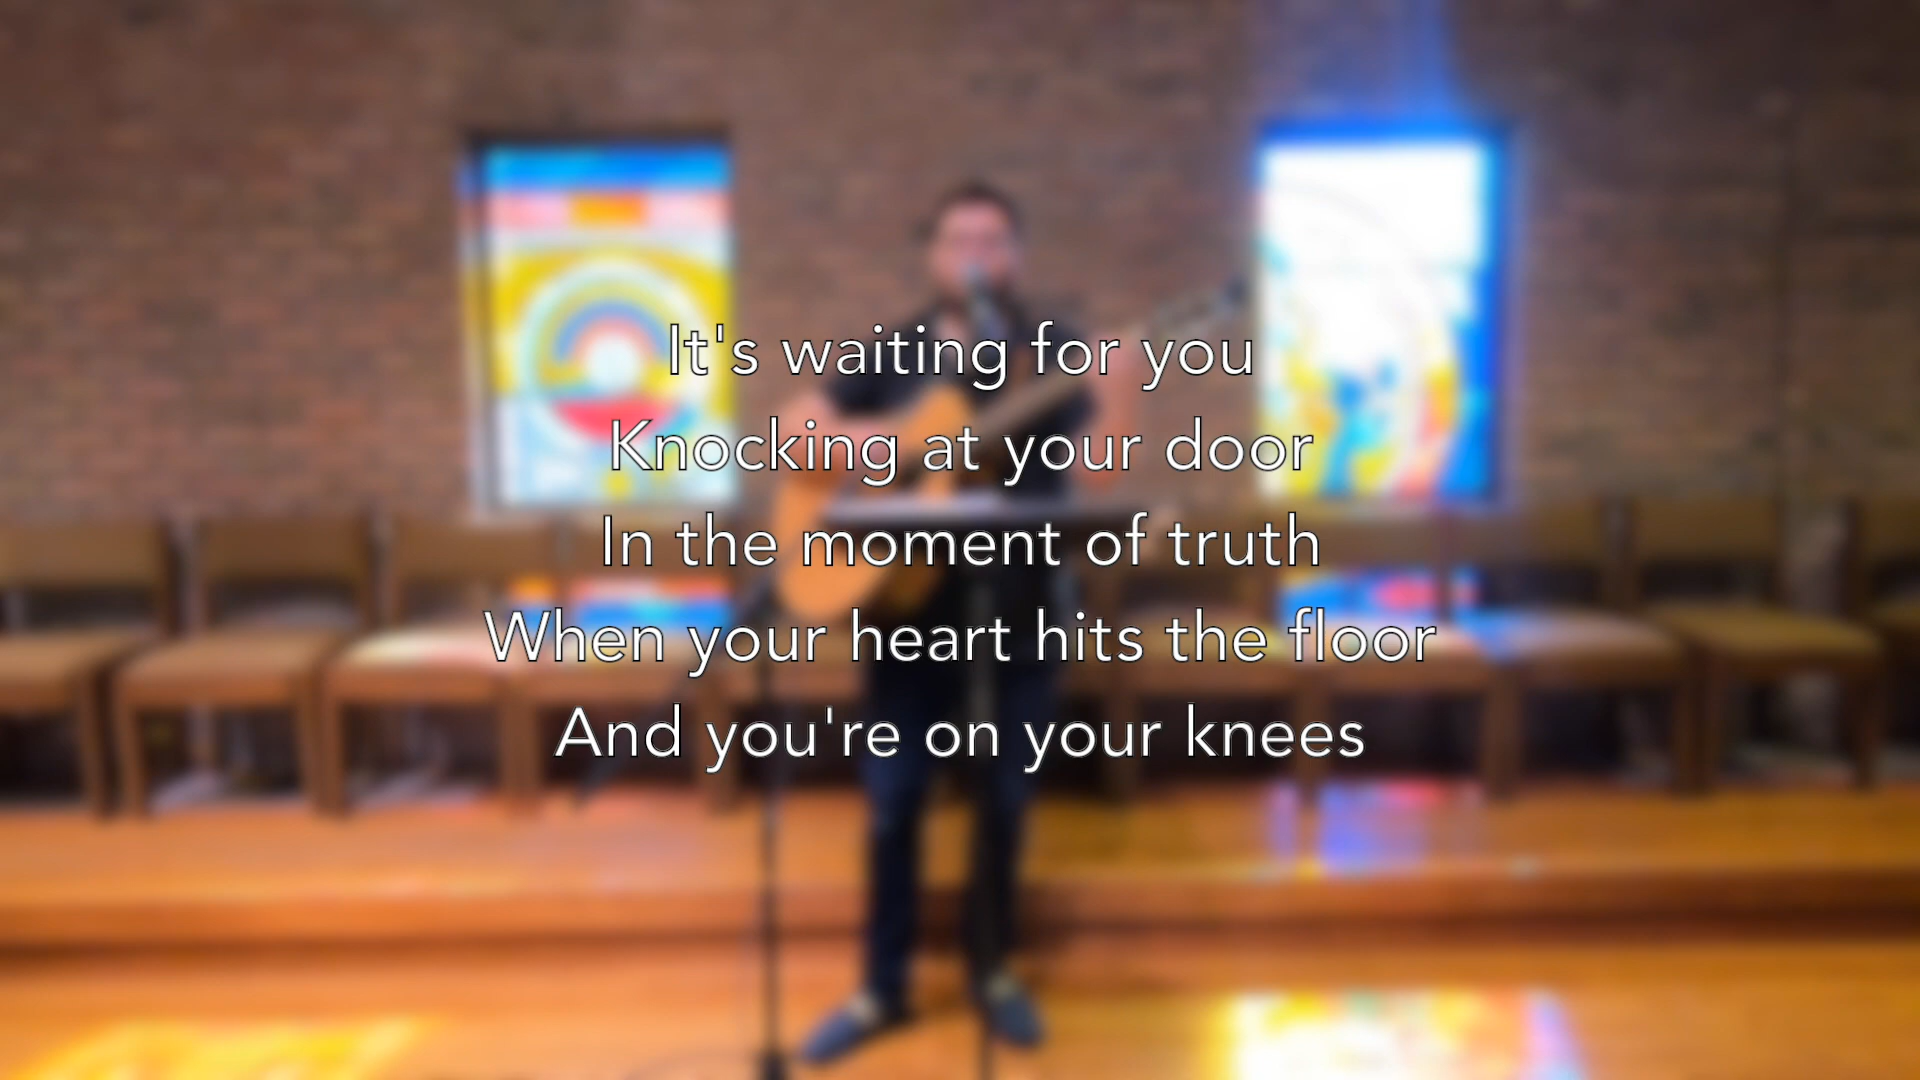 It's waiting for you
Knocking at your door
In the moment of truth
When your heart hits the floor
And you're on your knees